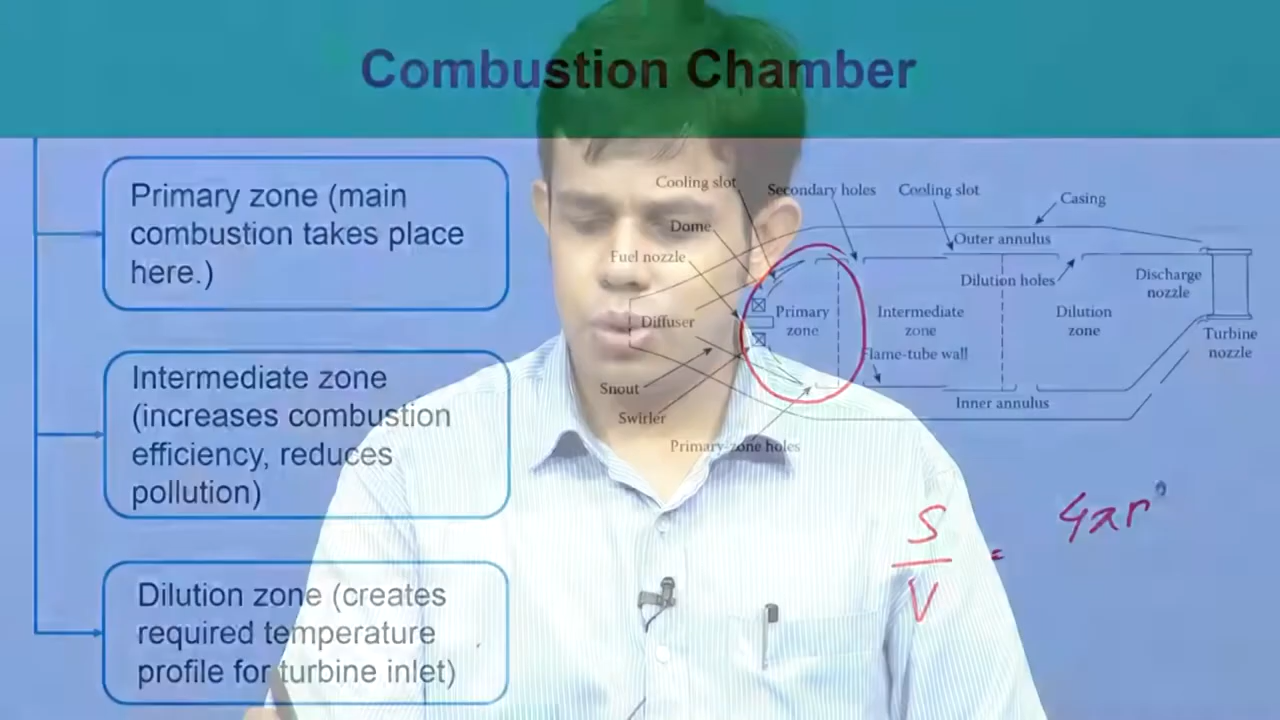 Combustion Chamber
Primary zone (main
combustion takes place
here.)
Intermediate zone
(increases combustion
efficiency, reduces
pollution)
Dilution zone (creates
required temperature
profile for turbine inlet)
Cooling slot
Secondary holes
Cooling slot
Casing
Dome
Outer annulus
Fuel nozzle
Dilution holes
Discharge
nozzle
Diffuser
Primary
zone
Intermediate
zone
Dilution
zone
Turbine
nozzle
Flame-tube wall
Snout
Swirler
Inner annulus
Primary-zone holes
S
V
=
4πr